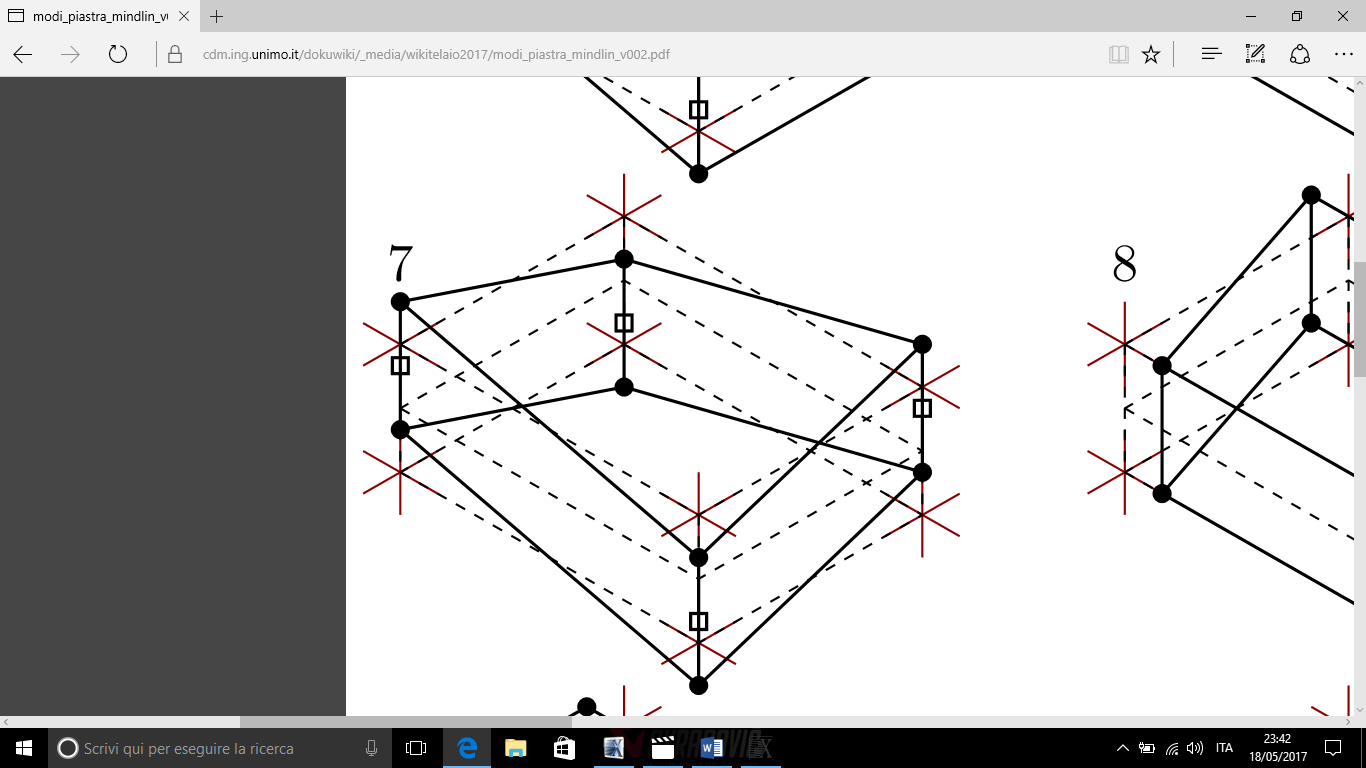 modi_piastra_mindlin_v(
cdm.ing.unimo.it/dokuwiki/_media/wikitelaio2017/modi_piastra_mindlin_v002.pdf
7
8
Scrivi qui per eseguire la ricerca
ITA
23:42
18/05/2017